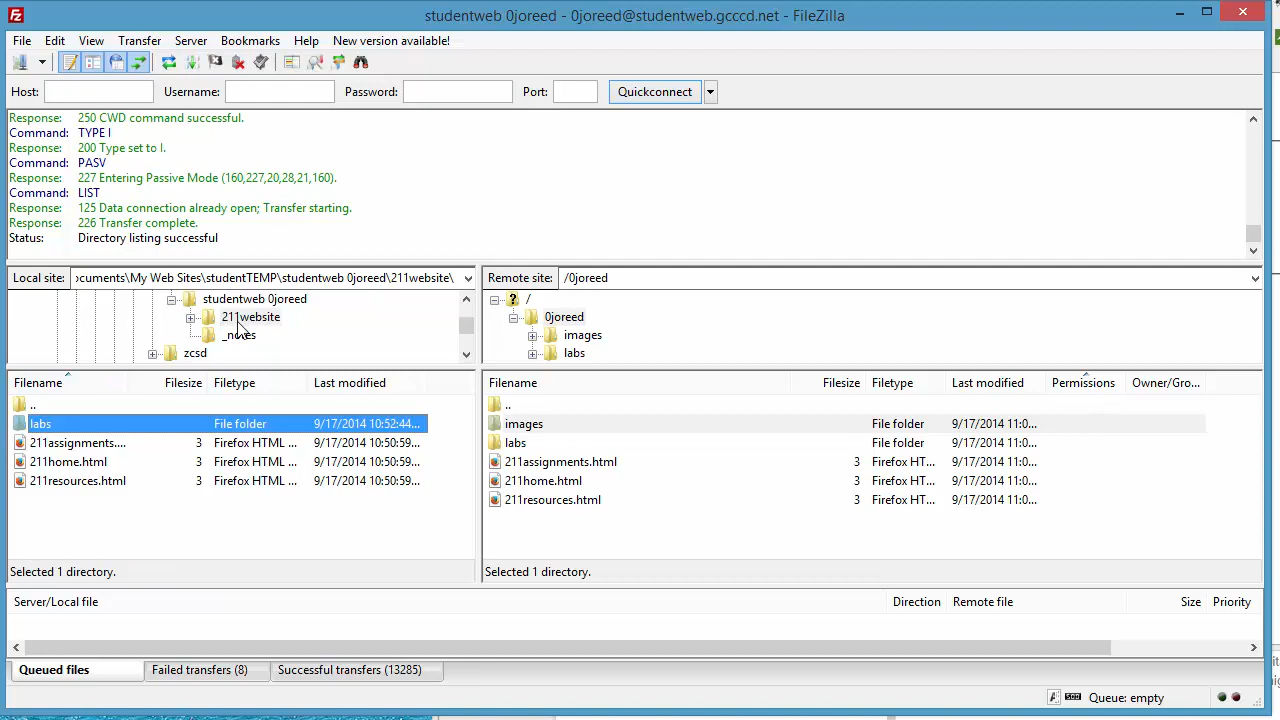 studentweb 0joreed - 0joreed@studentweb.gcccd.net - FileZilla
File Edit View Transfer Server Bookmarks Help New version available!
Host: Username: Password: Port: Quickconnect
Response: 250 CWD command successful.
Command: TYPE I
Response: 200 Type set to I.
Command: PASV
Response: 227 Entering Passive Mode (160,227,20,28,21,160).
Command: LIST
Response: 125 Data connection already open; Transfer starting.
Response: 226 Transfer complete.
Status: Directory listing successful
Local site: ocuments\My Web Sites\studentTEMP\studentweb 0joreed\211website\
studentweb 0joreed
211website
_notes
zcsd
Remote site: /0joreed
/
0joreed
images
labs
Filename Filesize Filetype Last modified
..
labs File folder 9/17/2014 10:52:44...
211assignments.... 3 Firefox HTML ... 9/17/2014 10:50:59...
211home.html 3 Firefox HTML ... 9/17/2014 10:50:59...
211resources.html 3 Firefox HTML ... 9/17/2014 10:50:59...
Selected 1 directory.
Filename Filesize Filetype Last modified Permissions Owner/Gro...
..
images File folder 9/17/2014 11:0...
labs File folder 9/17/2014 11:0...
211assignments.html 3 Firefox HT... 9/17/2014 11:0...
211home.html 3 Firefox HT... 9/17/2014 11:0...
211resources.html 3 Firefox HT... 9/17/2014 11:0...
Selected 1 directory.
Server/Local file Direction Remote file Size Priority
Queued files Failed transfers (8) Successful transfers (13285)
Queue: empty